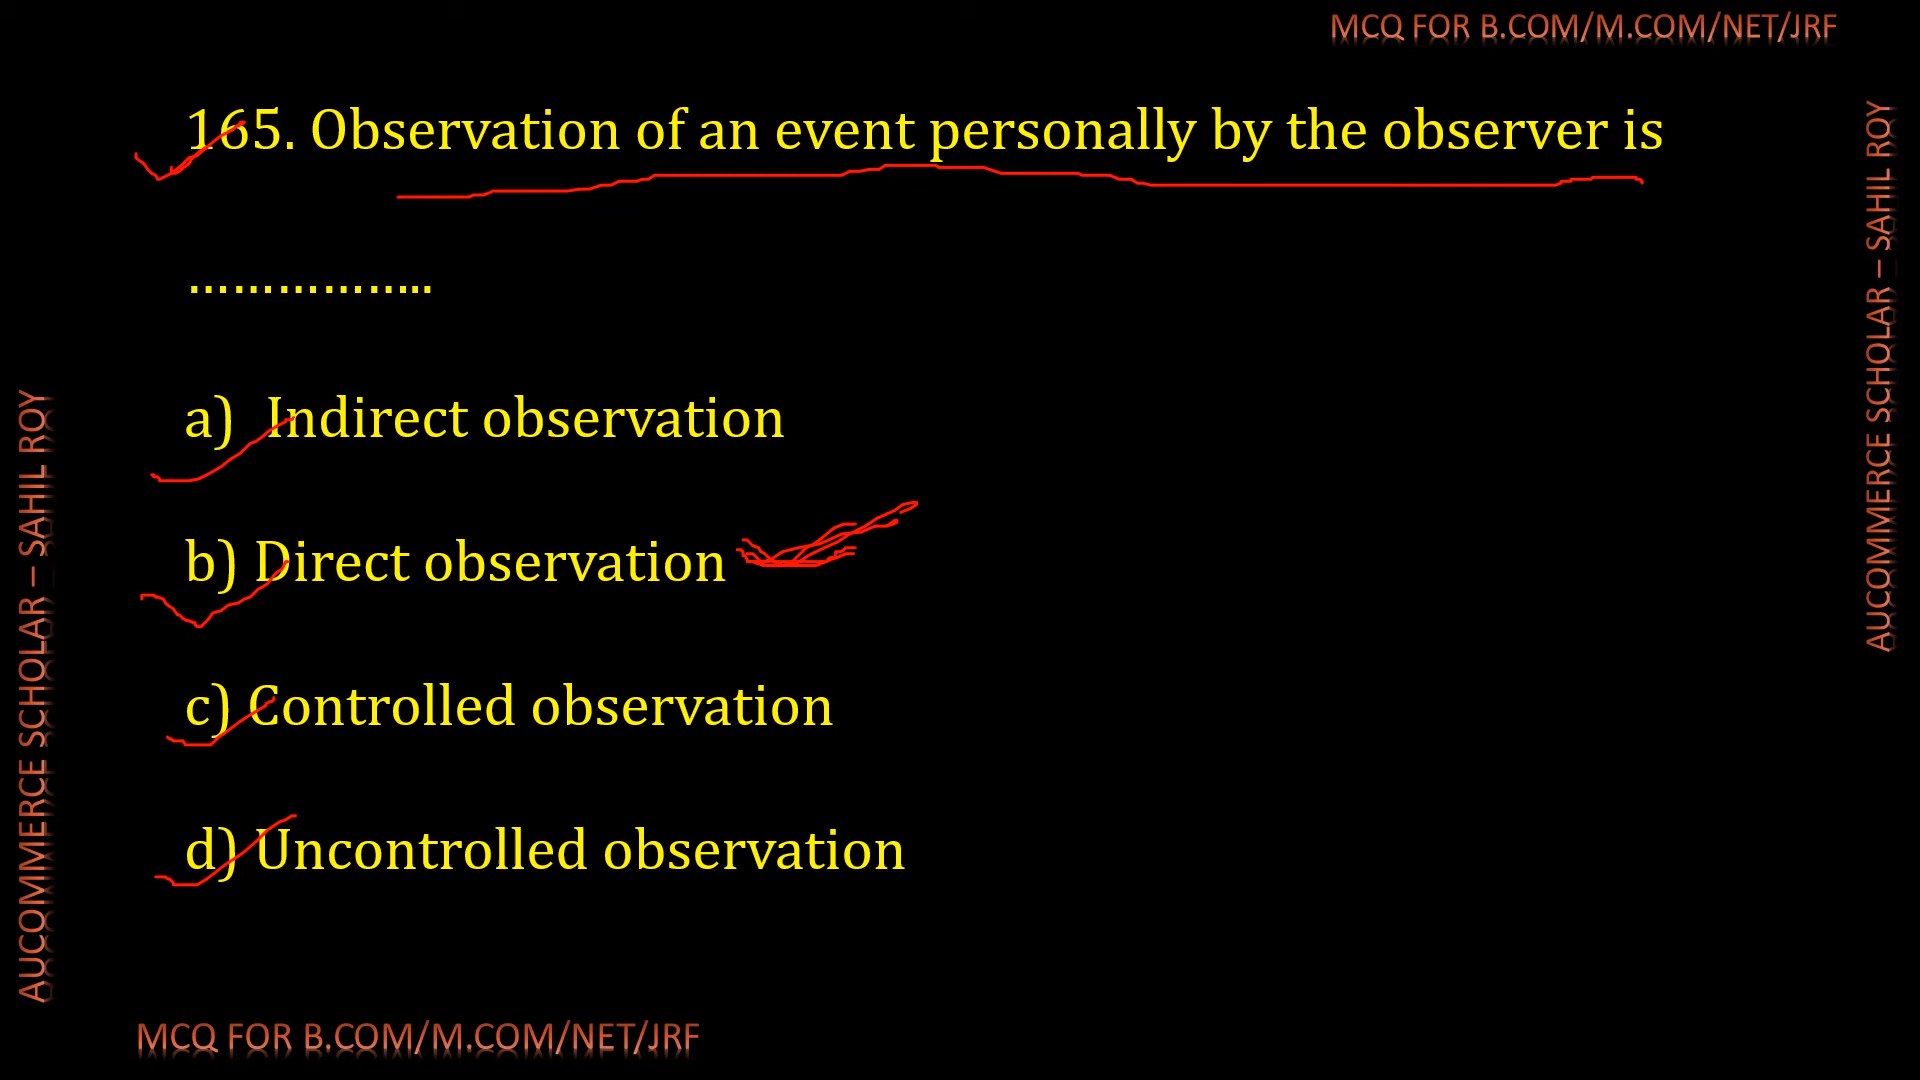 MCQ FOR B.COM/M.COM/NET/JRF
165. Observation of an event personally by the observer is
……………..
a) Indirect observation
b) Direct observation
c) Controlled observation
d) Uncontrolled observation
AUCOMMERCE SCHOLAR – SAHIL ROY
AUCOMMERCE SCHOLAR – SAHIL ROY
MCQ FOR B.COM/M.COM/NET/JRF